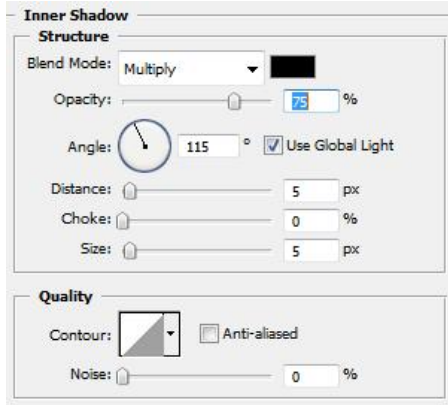 Inner Shadow
Structure
Blend Mode: Multiply
Opacity: 75 %
Angle: 115 ° Use Global Light
Distance: 5 px
Choke: 0 %
Size: 5 px
Quality
Contour: Anti-aliased
Noise: 0 %